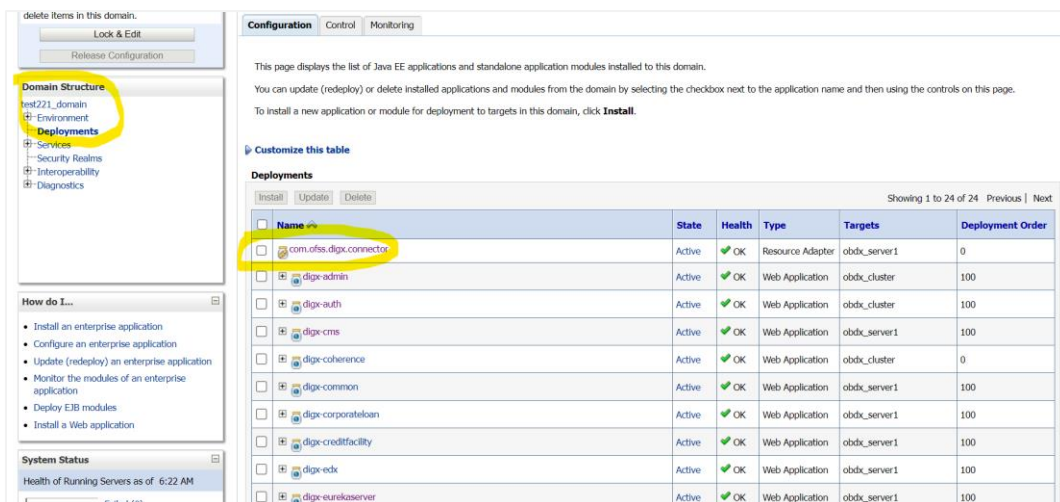 delete items in this domain.
Lock & Edit
Release Configuration
Domain Structure
test221_domain
Environment
Deployments
Services
Security Realms
Interoperability
Diagnostics
How do I...
Install an enterprise application
Configure an enterprise application
Update (redeploy) an enterprise application
Monitor the modules of an enterprise
application
Deploy EJB modules
Install a Web application
System Status
Health of Running Servers as of 6:22 AM
Configuration Control Monitoring
This page displays the list of Java EE applications and standalone application modules installed to this domain.
You can update (redeploy) or delete installed applications and modules from the domain by selecting the checkbox next to the application name and then using the controls on this page.
To install a new application or module for deployment to targets in this domain, click Install.
Customize this table
Deployments
Install Update Delete Showing 1 to 24 of 24 Previous | Next
Name State Health Type Targets Deployment Order
com.ofss.digx.connector Active OK Resource Adapter obdx_server1 0
digx-admin Active OK Web Application obdx_cluster 100
digx-auth Active OK Web Application obdx_cluster 100
digx-cms Active OK Web Application obdx_server1 100
digx-coherence Active OK Web Application obdx_cluster 0
digx-common Active OK Web Application obdx_server1 100
digx-corporateloan Active OK Web Application obdx_server1 100
digx-creditfacility Active OK Web Application obdx_server1 100
digx-edx Active OK Web Application obdx_server1 100
digx-eurekaserver Active OK Web Application obdx_server1 100